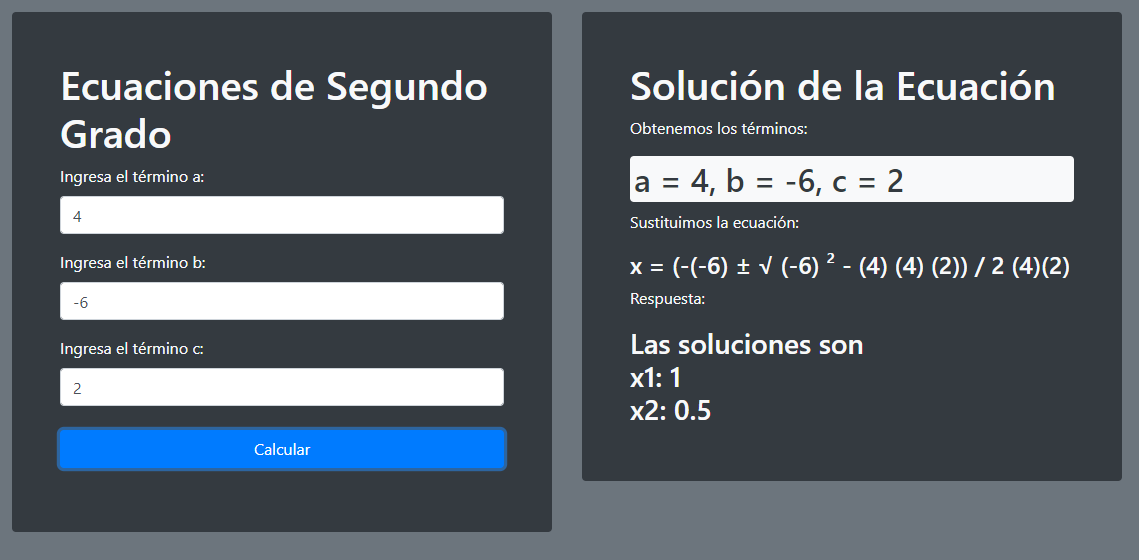 Ecuaciones de Segundo
Grado
Ingresa el término a:
4
Ingresa el término b:
-6
Ingresa el término c:
2
Calcular
Solución de la Ecuación
Obtenemos los términos:
a = 4, b = -6, c = 2
Sustituimos la ecuación:
x = (-(-6) ± √ (-6) ² - (4) (4) (2)) / 2 (4)(2)
Respuesta:
Las soluciones son
x1: 1
x2: 0.5